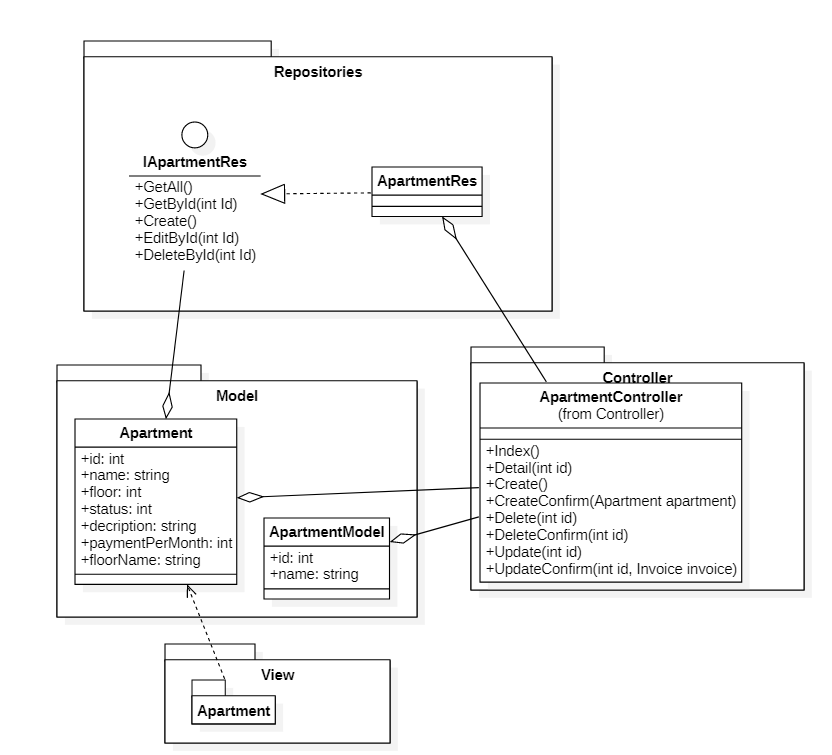 Repositories
IApartmentRes
+GetAll()
+GetById(int Id)
+Create()
+EditById(int Id)
+DeleteById(int Id)
ApartmentRes
Model
Apartment
+id: int
+name: string
+floor: int
+status: int
+decription: string
+paymentPerMonth: int
+floorName: string
ApartmentModel
+id: int
+name: string
Controller
ApartmentController
(from Controller)
+Index()
+Detail(int id)
+Create()
+CreateConfirm(Apartment apartment)
+Delete(int id)
+DeleteConfirm(int id)
+Update(int id)
+UpdateConfirm(int id, Invoice invoice)
View
Apartment